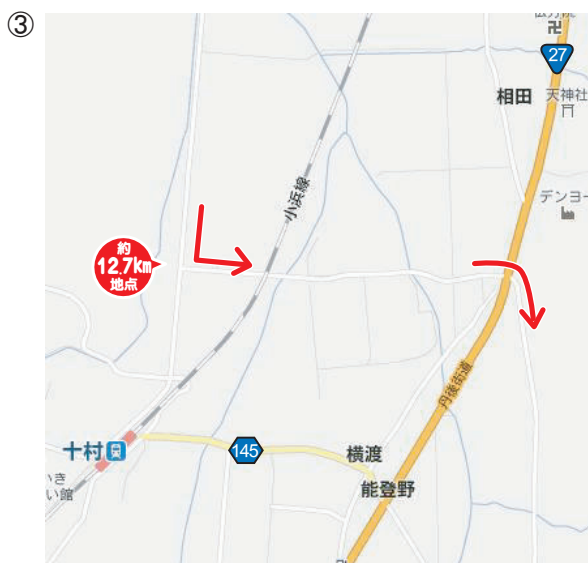 ③
27
相田
天神社
小浜線
デンヨー
約
12.7km
地点
丹後街道
十村
145
横渡
能登野
いき
い館